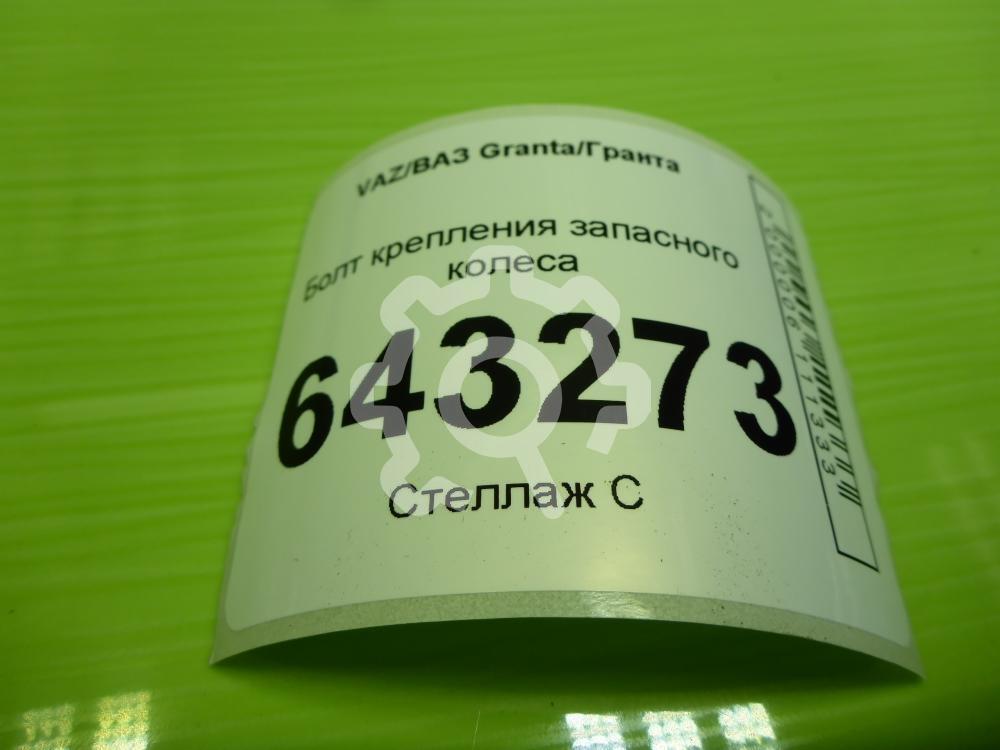 VAZ/ВАЗ Granta/Гранта
Болт крепления запасного
колеса
643273
Стеллаж С